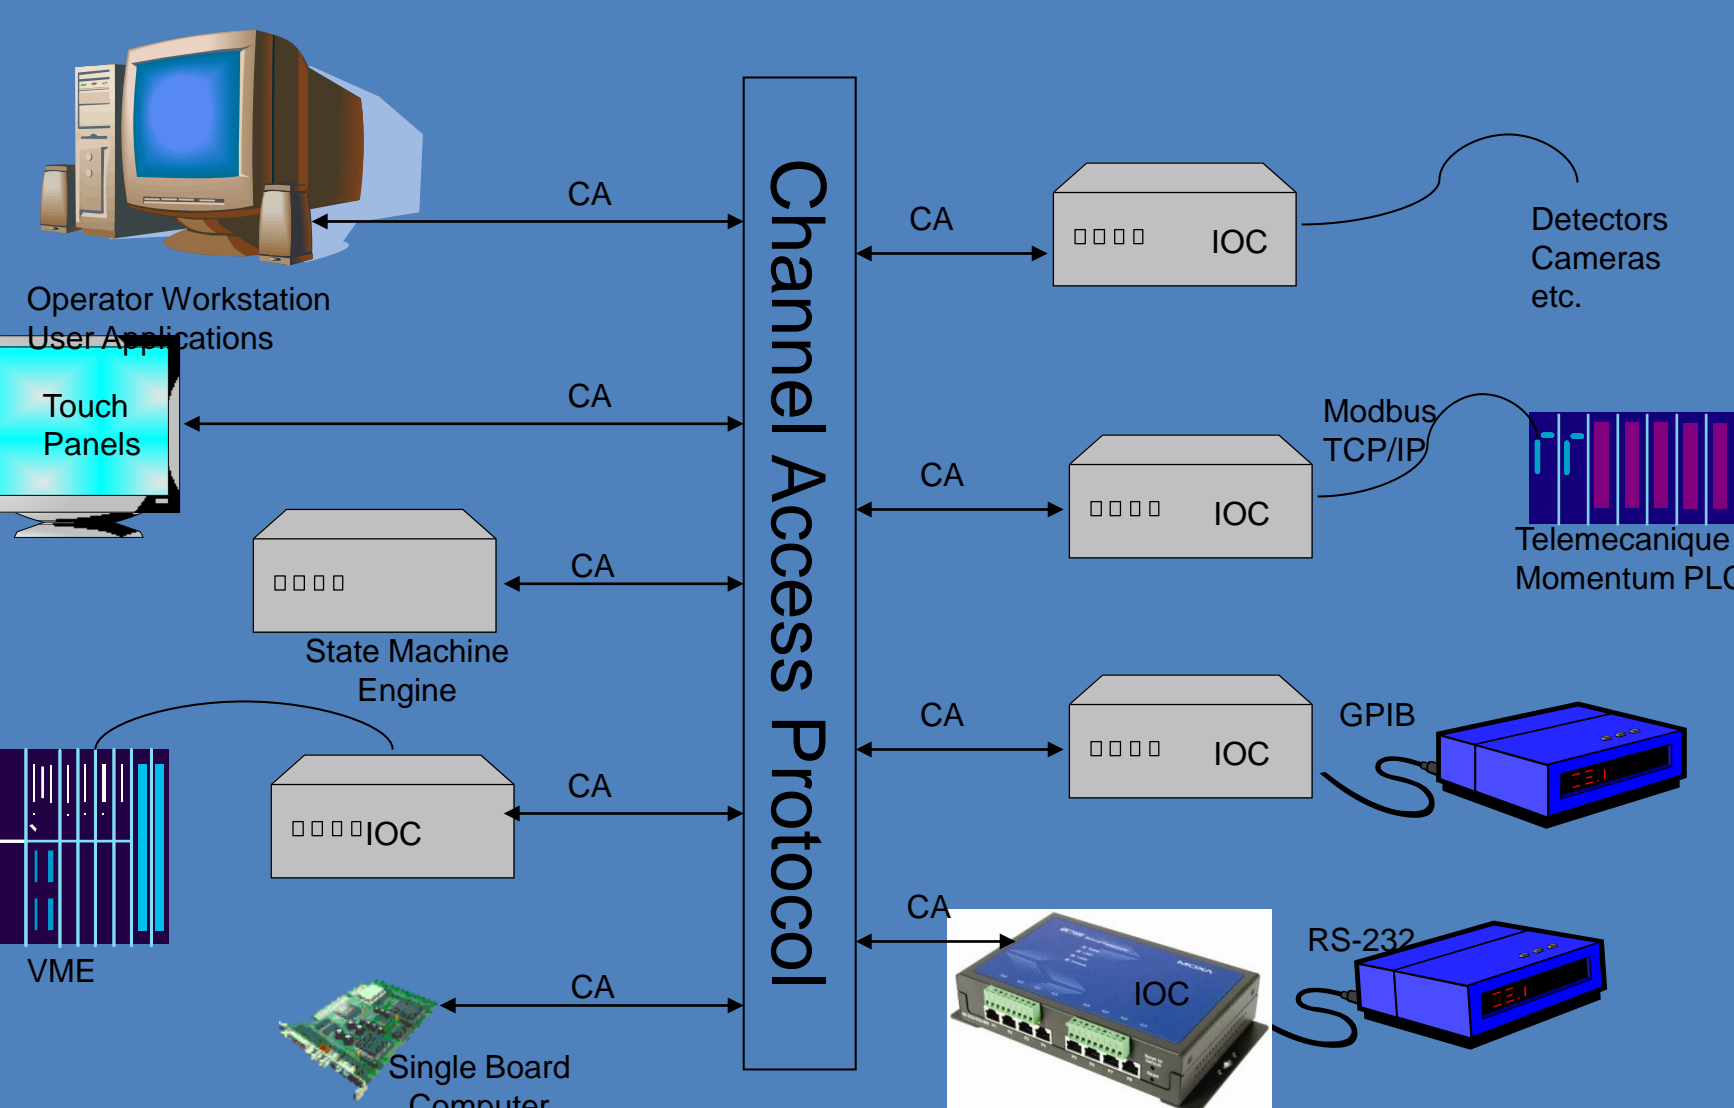 Operator Workstation
User Applications
CA
Touch
Panels
CA
CA
State Machine
Engine
CA
IOC
VME
CA
Single Board
Computer
Channel Access Protocol
CA
IOC
Detectors
Cameras
etc.
CA
IOC
Modbus
TCP/IP
Telemecanique
Momentum PLC
CA
IOC
GPIB
CA
IOC
MOXA
RS-232